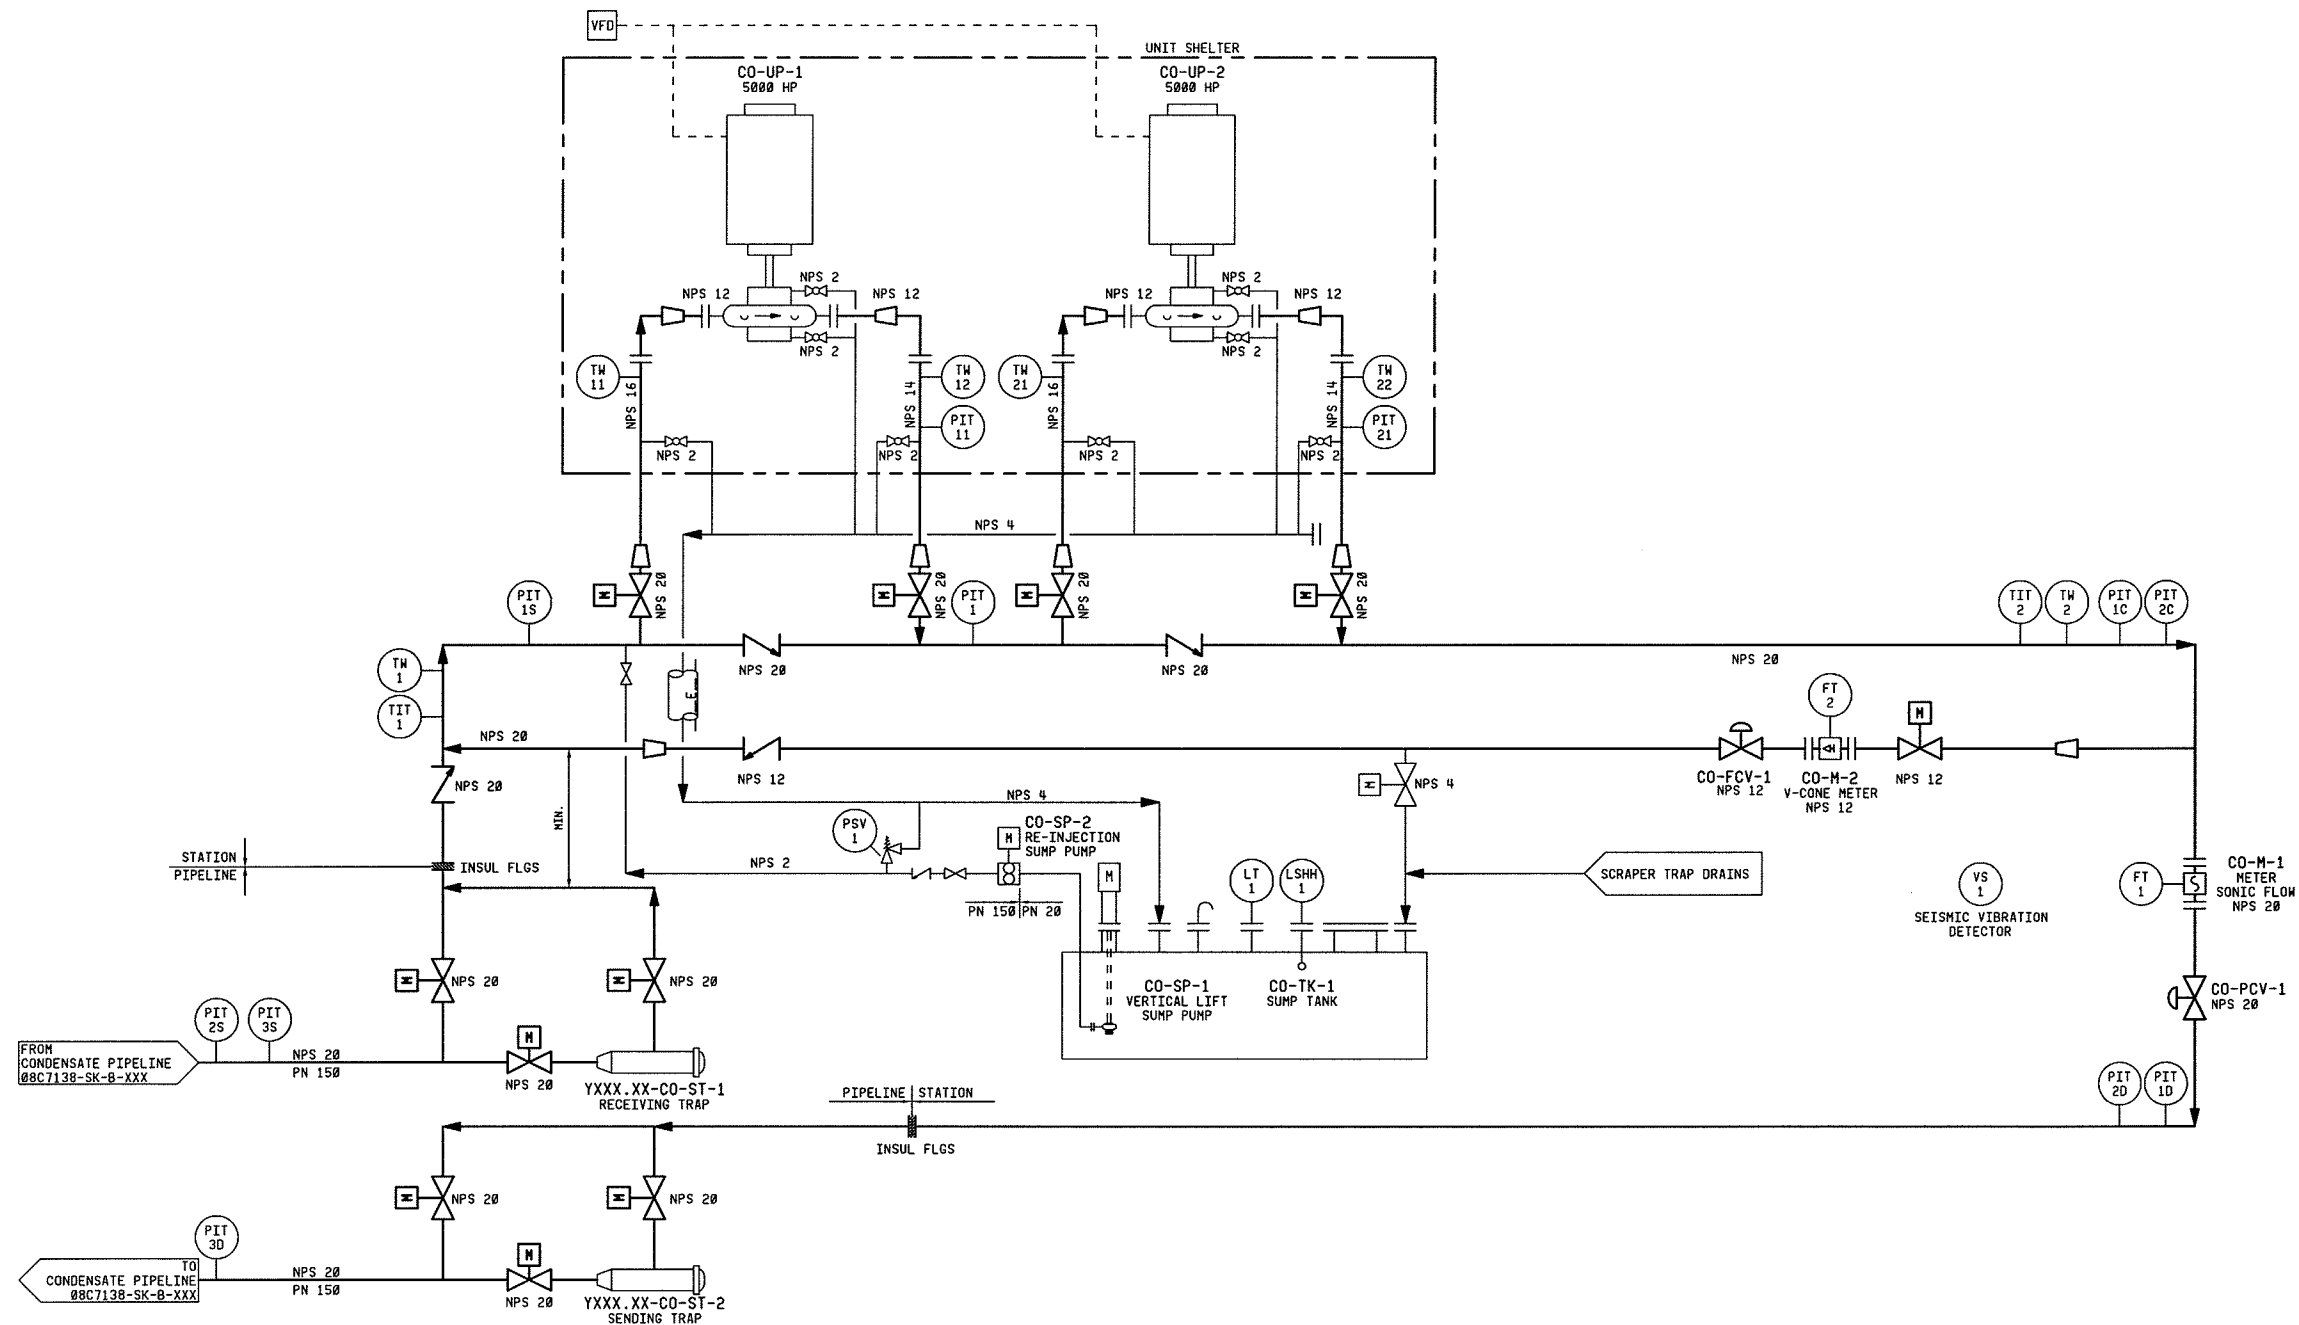 VFD
UNIT SHELTER
CO-UP-1
5000 HP
CO-UP-2
5000 HP
NPS 2
NPS 2
NPS 12
NPS 12
NPS 12
NPS 12
NPS 2
NPS 2
TW
11
NPS 16
NPS 14
TW
12
TW
21
NPS 16
NPS 14
TW
22
PIT
11
PIT
21
NPS 2
NPS 2
NPS 2
NPS 2
NPS 4
PIT
1S
M
NPS 20
M
NPS 20
PIT
1
M
NPS 20
M
NPS 20
TIT
2
TW
2
PIT
1C
PIT
2C
NPS 20
NPS 20
NPS 20
TW
1
TIT
1
E.
FT
2
M
NPS 20
NPS 12
CO-FCV-1
NPS 12
CO-M-2
V-CONE METER
NPS 12
NPS 12
NPS 20
MIN.
NPS 4
M
NPS 4
PSV
1
M
CO-SP-2
RE-INJECTION
SUMP PUMP
STATION
PIPELINE
INSUL FLGS
NPS 2
PN 150
PN 20
M
LT
1
LSHH
1
SCRAPER TRAP DRAINS
VS
1
SEISMIC VIBRATION
DETECTOR
FT
1
CO-M-1
METER
SONIC FLOW
NPS 20
M
NPS 20
M
NPS 20
CO-SP-1
VERTICAL LIFT
SUMP PUMP
CO-TK-1
SUMP TANK
CO-PCV-1
NPS 20
PIT
2S
PIT
3S
M
FROM
CONDENSATE PIPELINE
08C7138-SK-B-XXX
NPS 20
PN 150
NPS 20
YXXX.XX-CO-ST-1
RECEIVING TRAP
PIPELINE
STATION
INSUL FLGS
PIT
2D
PIT
1D
M
NPS 20
M
NPS 20
PIT
3D
M
TO
CONDENSATE PIPELINE
08C7138-SK-B-XXX
NPS 20
PN 150
NPS 20
YXXX.XX-CO-ST-2
SENDING TRAP